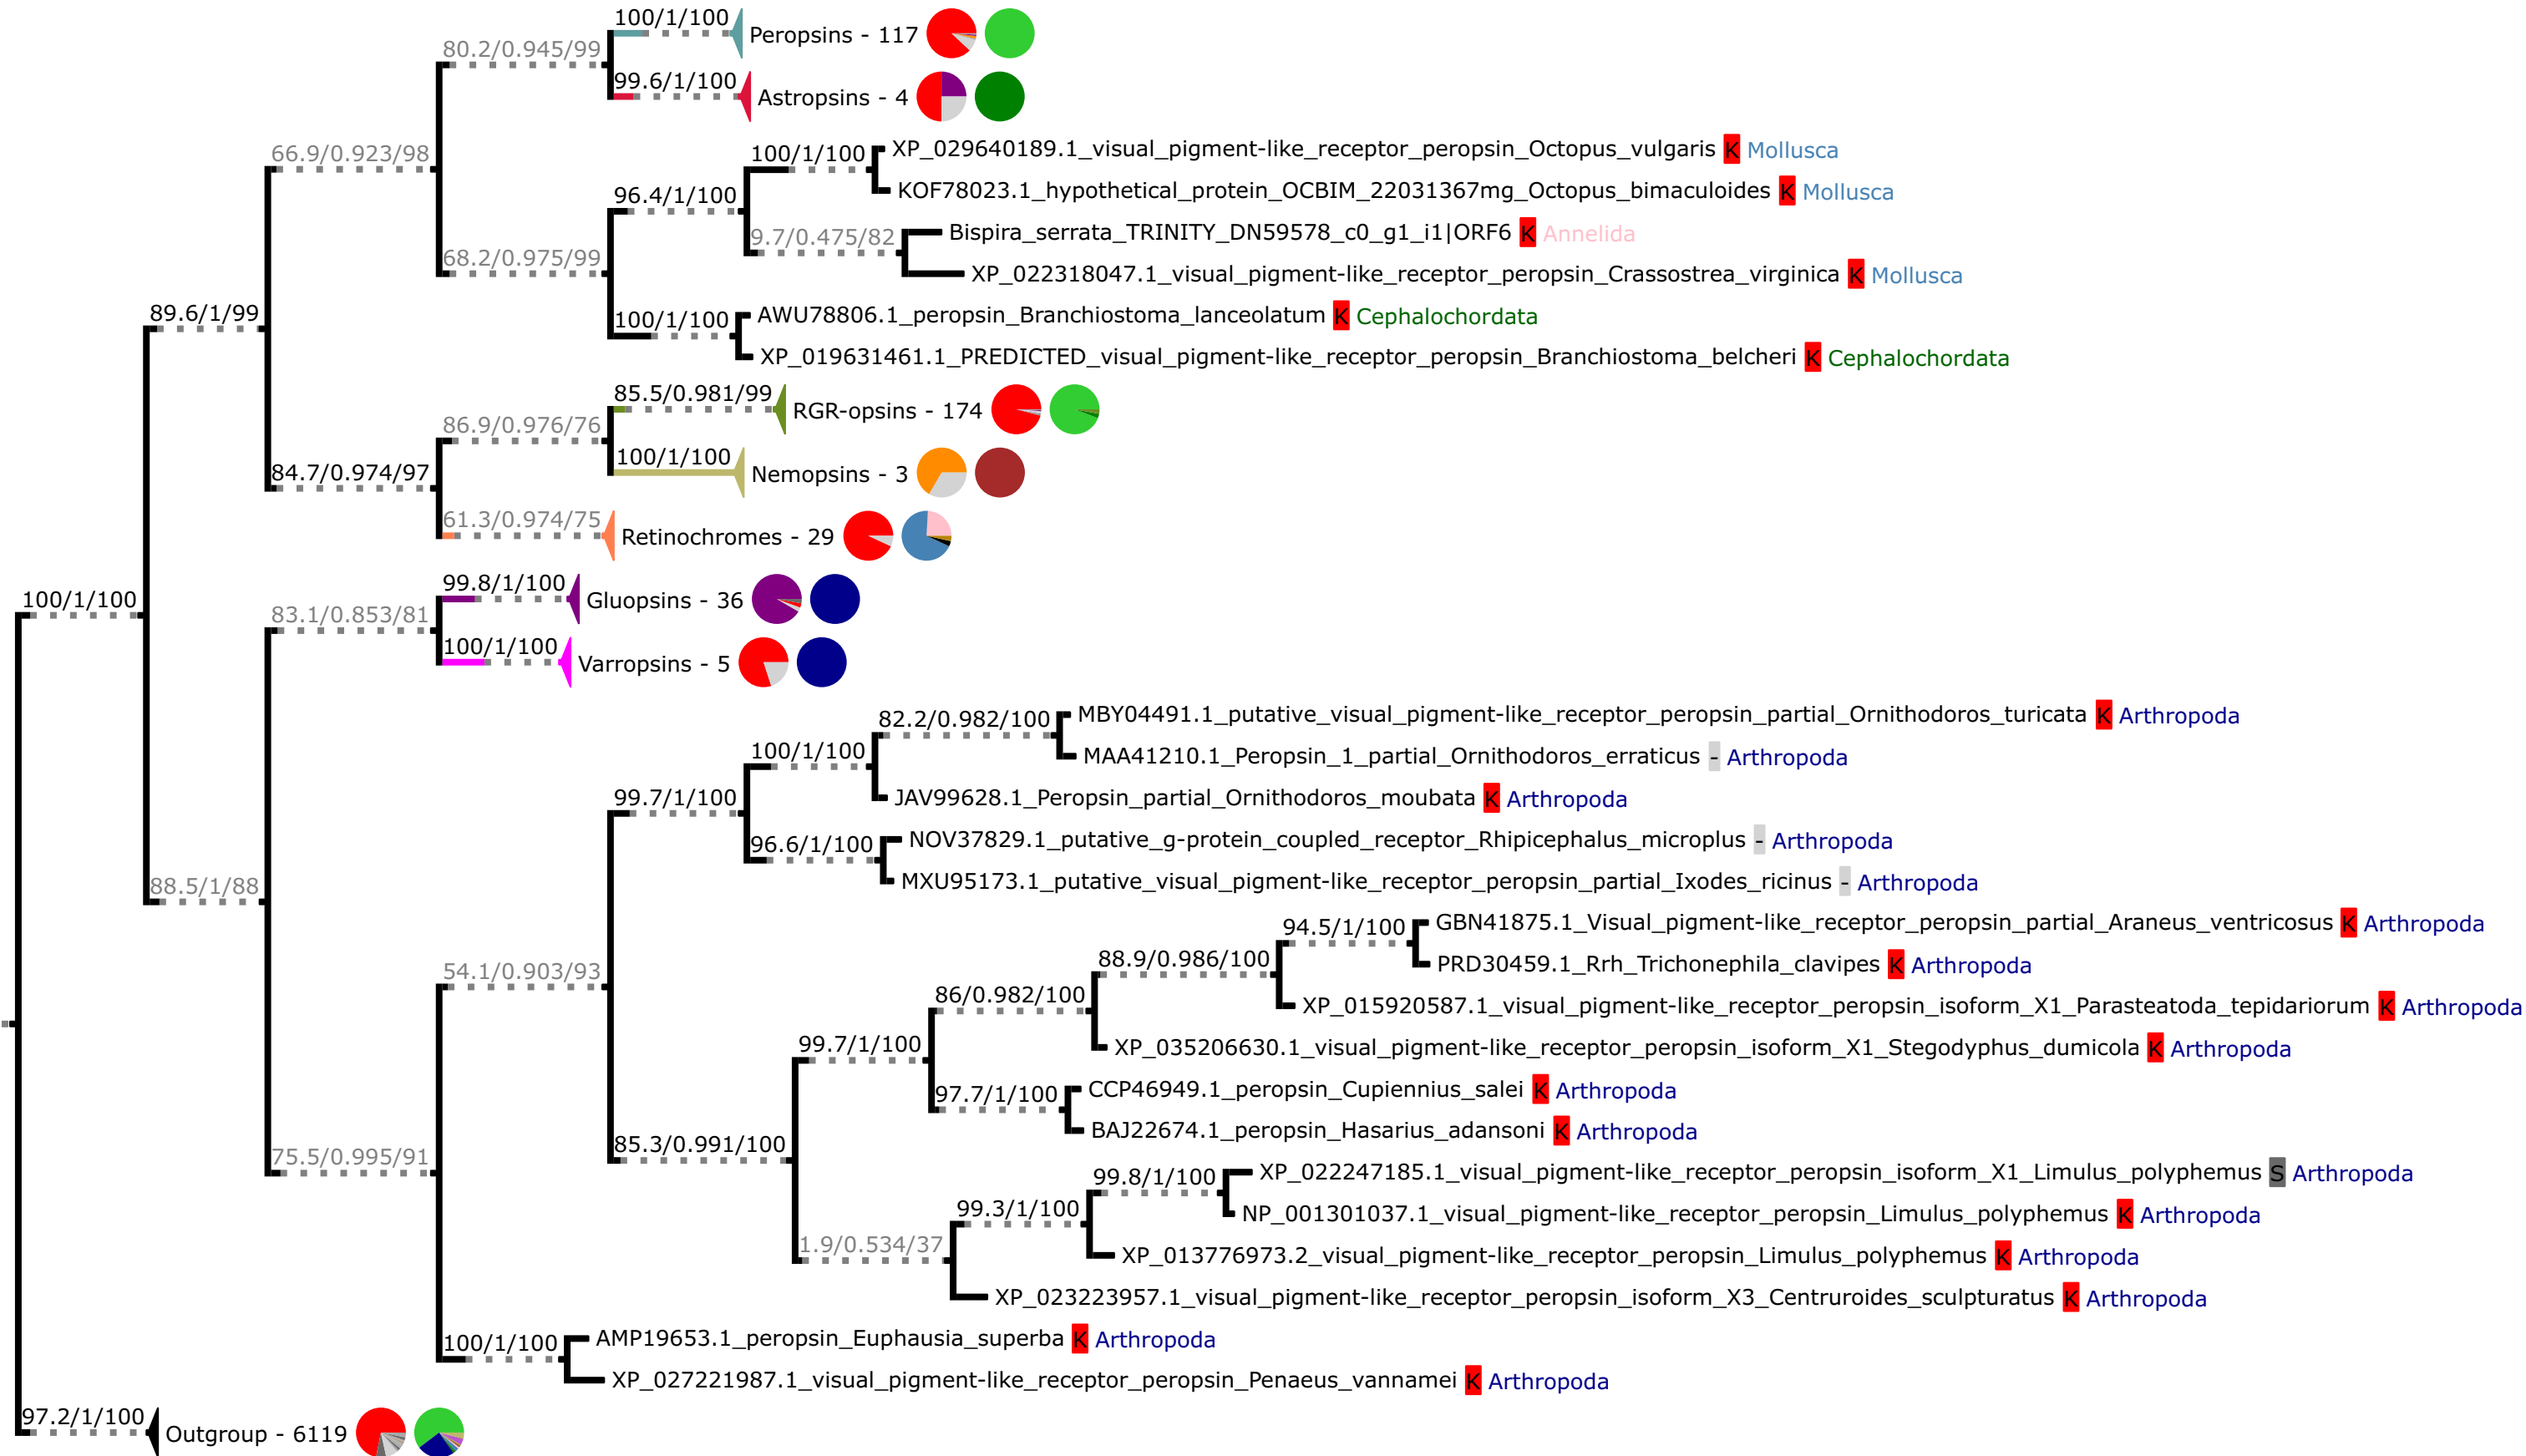 100/1/100
Peropsins - 117
80.2/0.945/99
99.6/1/100
Astropsins - 4
66.9/0.923/98
100/1/100
XP_029640189.1_visual_pigment-like_receptor_peropsin_Octopus_vulgaris K Mollusca
96.4/1/100
KOF78023.1_hypothetical_protein_OCBIM_22031367mg_Octopus_bimaculoides K Mollusca
9.7/0.475/82
Bispira_serrata_TRINITY_DN59578_c0_g1_i1|ORF6 K Annelida
68.2/0.975/99
XP_022318047.1_visual_pigment-like_receptor_peropsin_Crassostrea_virginica K Mollusca
89.6/1/99
100/1/100
AWU78806.1_peropsin_Branchiostoma_lanceolatum K Cephalochordata
XP_019631461.1_PREDICTED_visual_pigment-like_receptor_peropsin_Branchiostoma_belcheri K Cephalochordata
85.5/0.981/99
RGR-opsins - 174
86.9/0.976/76
100/1/100
Nemopsins - 3
84.7/0.974/97
61.3/0.974/75
Retinochromes - 29
99.8/1/100
Gluopsins - 36
100/1/100
83.1/0.853/81
100/1/100
Varropsins - 5
82.2/0.982/100
MBY04491.1_putative_visual_pigment-like_receptor_peropsin_partial_Ornithodoros_turicata K Arthropoda
100/1/100
MAA41210.1_Peropsin_1_partial_Ornithodoros_erraticus - Arthropoda
99.7/1/100
JAV99628.1_Peropsin_partial_Ornithodoros_moubata K Arthropoda
96.6/1/100
NOV37829.1_putative_g-protein_coupled_receptor_Rhipicephalus_microplus - Arthropoda
88.5/1/88
MXU95173.1_putative_visual_pigment-like_receptor_peropsin_partial_Ixodes_ricinus - Arthropoda
94.5/1/100
GBN41875.1_Visual_pigment-like_receptor_peropsin_partial_Araneus_ventricosus K Arthropoda
88.9/0.986/100
PRD30459.1_Rrh_Trichonephila_clavipes K Arthropoda
54.1/0.903/93
86/0.982/100
XP_015920587.1_visual_pigment-like_receptor_peropsin_isoform_X1_Parasteatoda_tepidariorum K Arthropoda
99.7/1/100
XP_035206630.1_visual_pigment-like_receptor_peropsin_isoform_X1_Stegodyphus_dumicola K Arthropoda
97.7/1/100
CCP46949.1_peropsin_Cupiennius_salei K Arthropoda
85.3/0.991/100
BAJ22674.1_peropsin_Hasarius_adansoni K Arthropoda
75.5/0.995/91
99.8/1/100
XP_022247185.1_visual_pigment-like_receptor_peropsin_isoform_X1_Limulus_polyphemus S Arthropoda
99.3/1/100
NP_001301037.1_visual_pigment-like_receptor_peropsin_Limulus_polyphemus K Arthropoda
1.9/0.534/37
XP_013776973.2_visual_pigment-like_receptor_peropsin_Limulus_polyphemus K Arthropoda
XP_023223957.1_visual_pigment-like_receptor_peropsin_isoform_X3_Centruroides_sculpturatus K Arthropoda
100/1/100
AMP19653.1_peropsin_Euphausia_superba K Arthropoda
XP_027221987.1_visual_pigment-like_receptor_peropsin_Penaeus_vannamei K Arthropoda
97.2/1/100
Outgroup - 6119